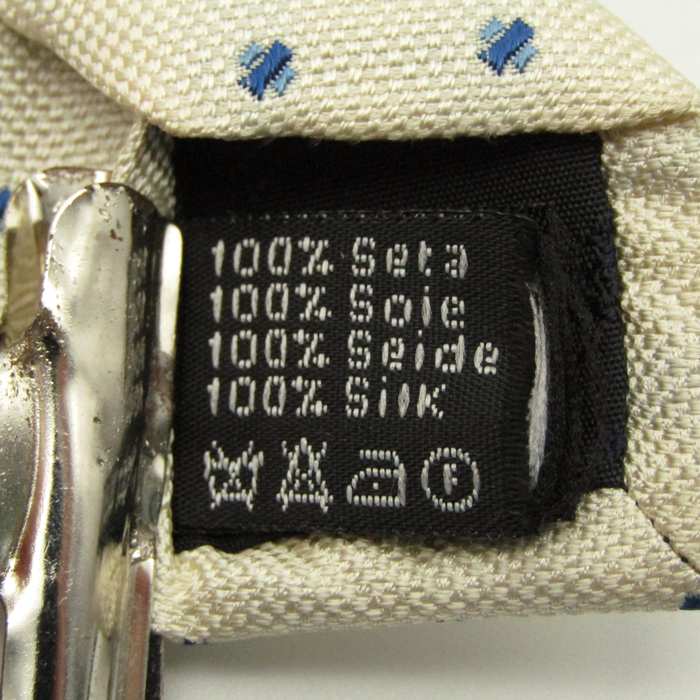 100% Seta
100% Soie
100% Seide
100% Silk
F